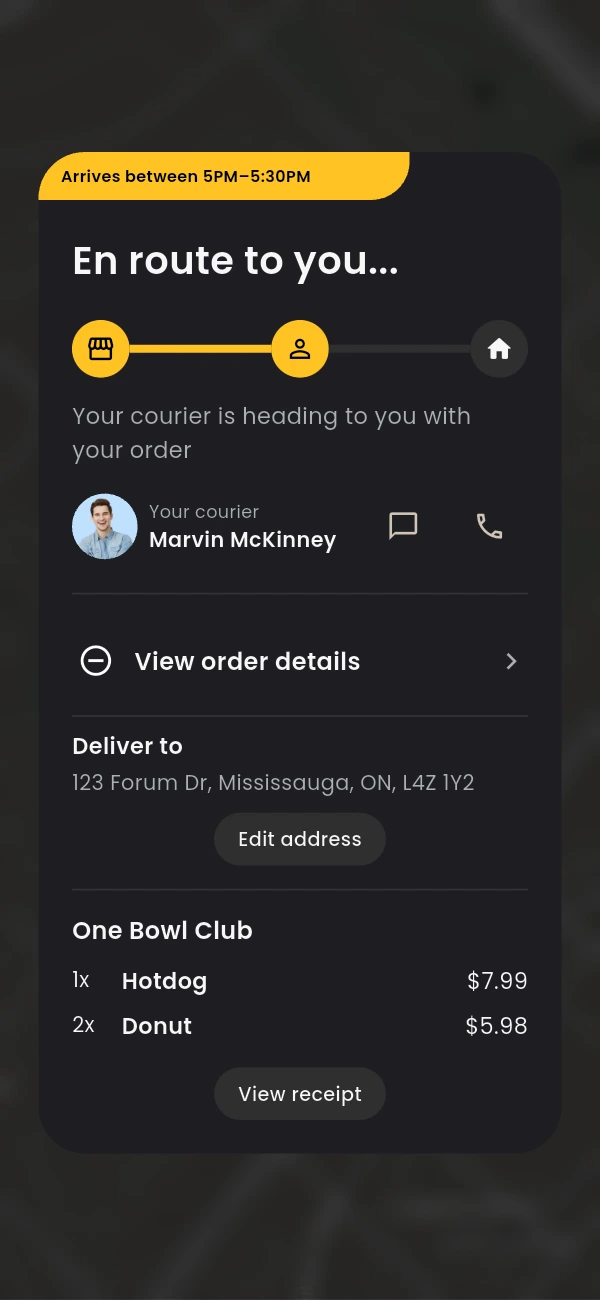 Arrives between 5PM–5:30PM
En route to you...
Your courier is heading to you with
your order
Your courier
Marvin McKinney
View order details
Deliver to
123 Forum Dr, Mississauga, ON, L4Z 1Y2
Edit address
One Bowl Club
1x Hotdog $7.99
2x Donut $5.98
View receipt